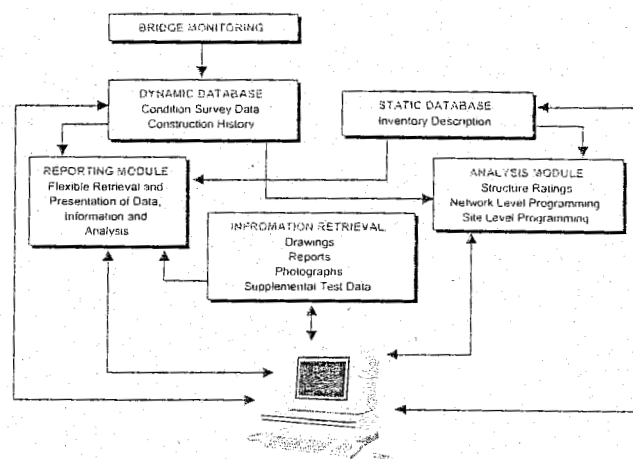 BRIDGE MONITORING
DYNAMIC DATABASE
Condition Survey Data
Construction History
STATIC DATABASE
Inventory Description
REPORTING MODULE
Flexible Retrieval and
Presentation of Data,
Information and
Analysis
ANALYSIS MODULE
Structure Ratings
Network Level Programming
Site Level Programming
INFROMATION RETRIEVAL
Drawings
Reports
Photographs
Supplemental Test Data